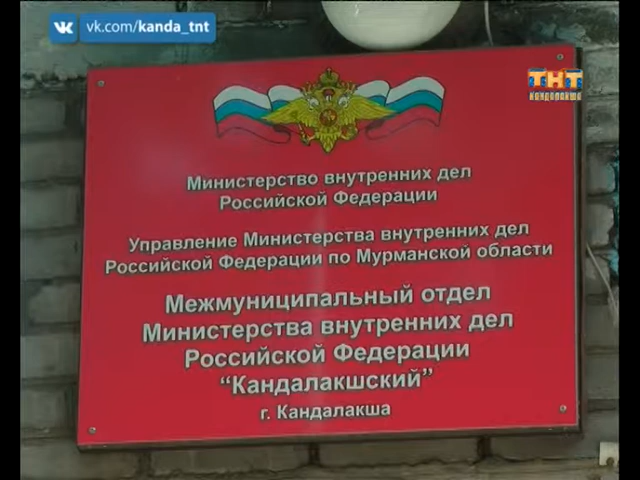 vk.com/kanda_tnt
ТНТ
КАНДАЛАКША
Министерство внутренних дел
Российской Федерации
Управление Министерства внутренних дел
Российской Федерации по Мурманской области
Межмуниципальный отдел
Министерства внутренних дел
Российской Федерации
“Кандалакшский”
г. Кандалакша